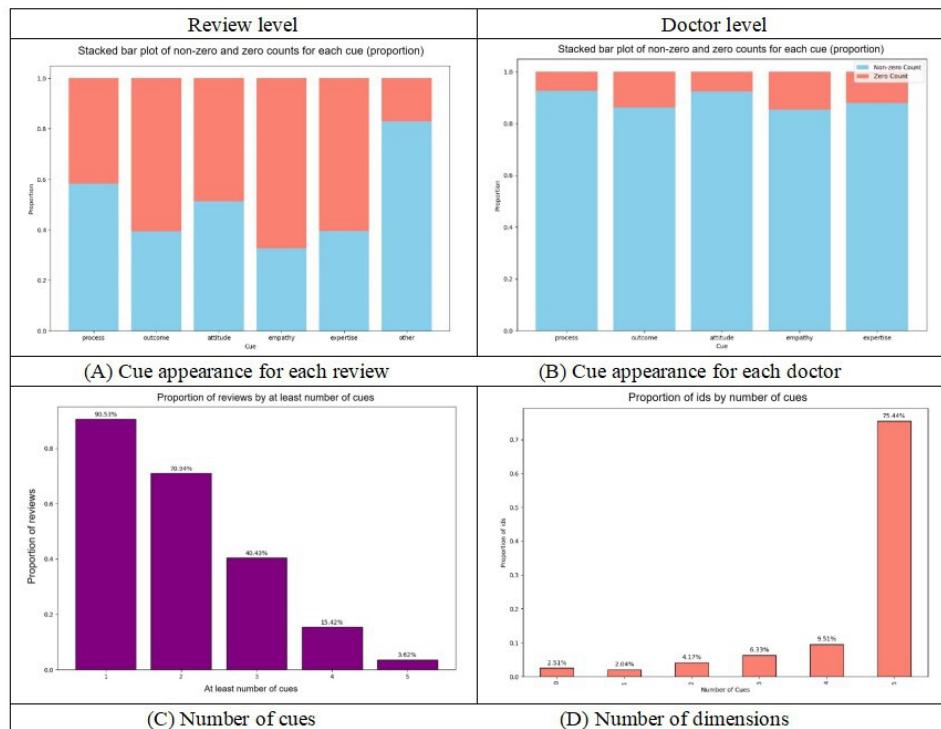 Review level
Doctor level
Stacked bar plot of non-zero and zero counts for each cue (proportion)
1.0
0.8
0.6
0.4
0.2
0.0
Proportion
process outcome attitude empathy expertise other
Cue
Stacked bar plot of non-zero and zero counts for each cue (proportion)
Non-zero Count
Zero Count
1.0
0.8
0.6
0.4
0.2
0.0
Proportion
process outcome attitude empathy expertise
Cue
(A) Cue appearance for each review
(B) Cue appearance for each doctor
Proportion of reviews by at least number of cues
90.53%
70.94%
40.43%
15.42%
3.62%
0.8
0.6
0.4
0.2
0.0
Proportion of reviews
1 2 3 4 5
At least number of cues
Proportion of ids by number of cues
75.44%
2.51%
2.04%
4.17%
6.33%
9.51%
0.7
0.6
0.5
0.4
0.3
0.2
0.1
0.0
Proportion of ids
0 1 2 3 4 5
Number of Cues
(C) Number of cues
(D) Number of dimensions